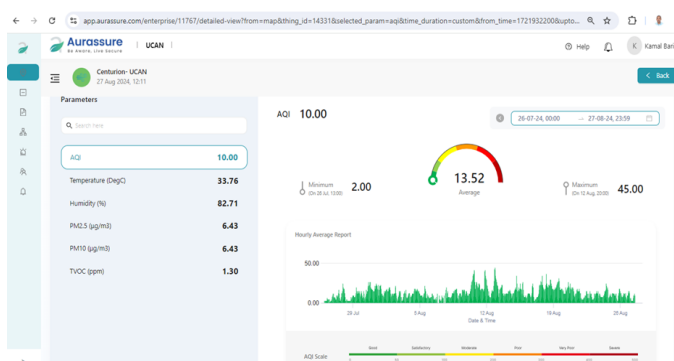 app.aurassure.com/enterprise/11767/detailed-view?from=map&thing_id=14331&selected_param=aqi&time_duration=custom&from_time=1721932200&upto...
Aurassure
Be Aware, Live Secure
UCAN
Help
K
Kamal Bari
Centurion- UCAN
27 Aug 2024, 12:11
Back
Parameters
Search here
AQI 10.00
Temperature (DegC) 33.76
Humidity (%) 82.71
PM2.5 (µg/m3) 6.43
PM10 (µg/m3) 6.43
TVOC (ppm) 1.30
AQI 10.00
26-07-24, 00:00 → 27-08-24, 23:59
Minimum 2.00
13.52
Average
Maximum 45.00
(On 12 Aug, 20:00)
Hourly Average Report
50.00
0.00
5 Aug 12 Aug 19 Aug 26 Aug
Date & Time
Good Satisfactory Moderate Poor Very Poor Severe
AQI Scale